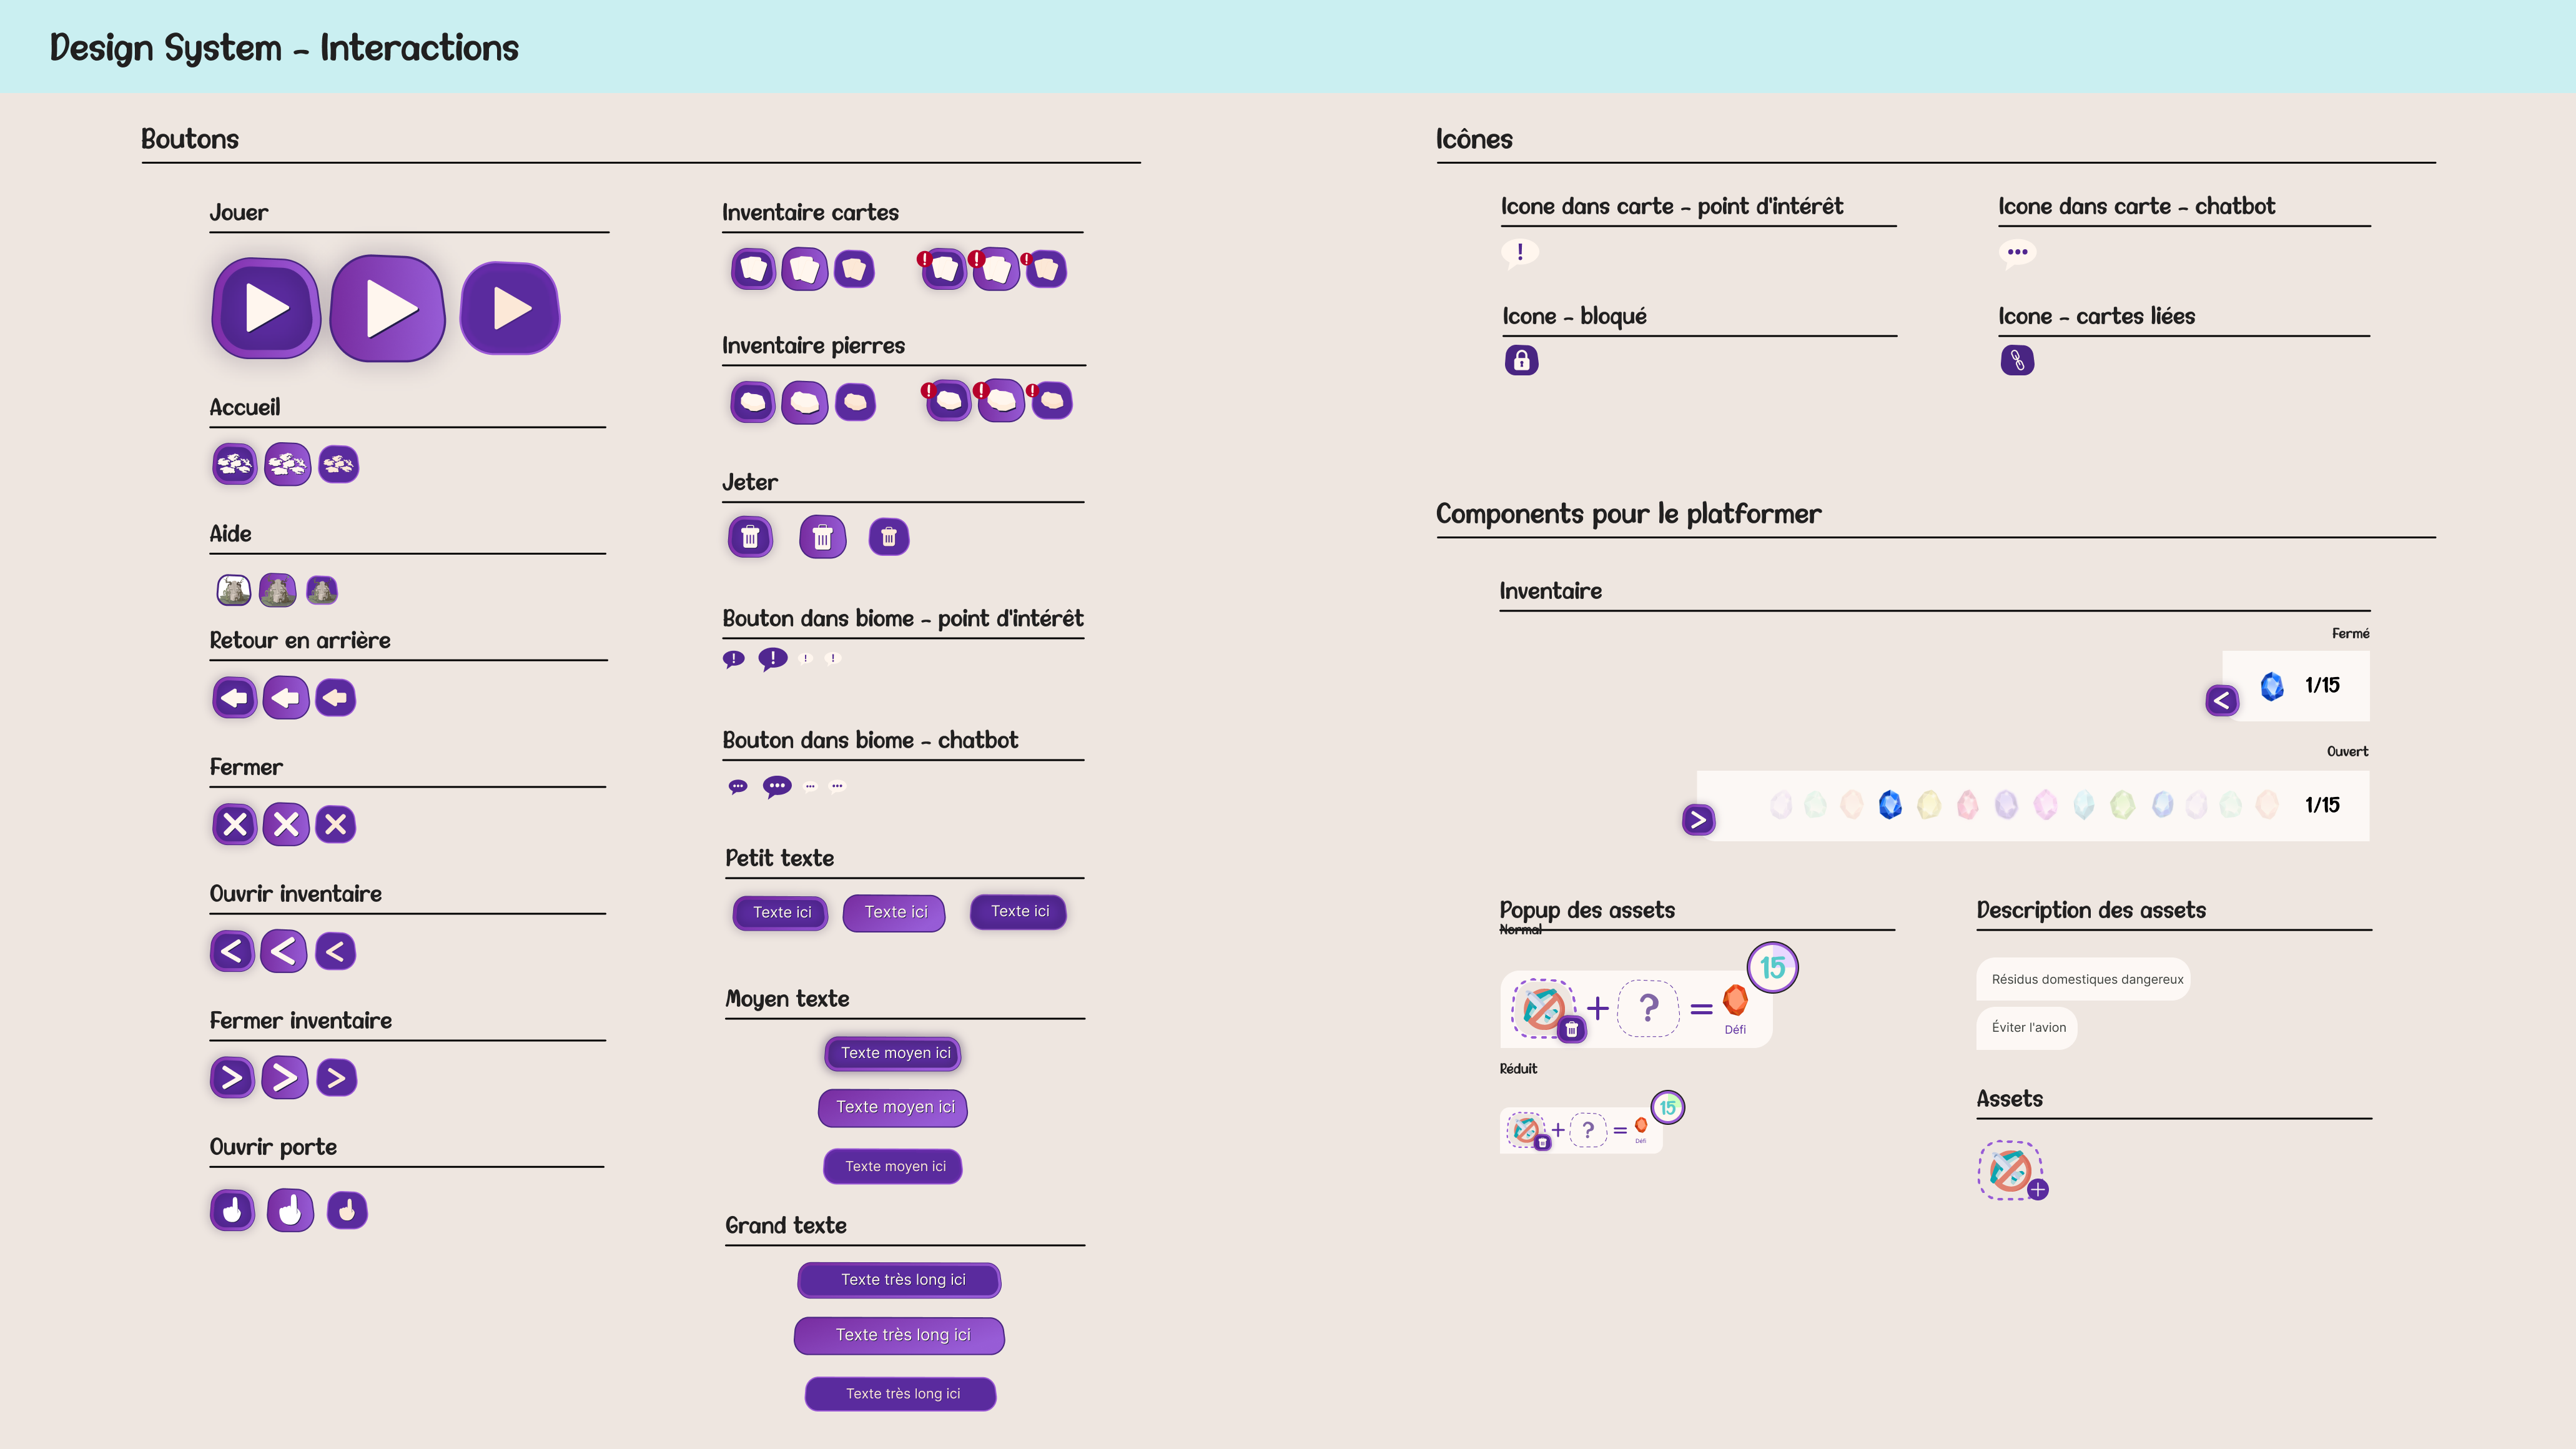 Design System - Interactions
Boutons
Jouer
Accueil
Aide
Retour en arrière
Fermer
Ouvrir inventaire
Fermer inventaire
Ouvrir porte
Inventaire cartes
! ! !
Inventaire pierres
! ! !
Jeter
Bouton dans biome - point d'intérêt
! ! ! !
Bouton dans biome - chatbot
Petit texte
Texte ici Texte ici Texte ici
Moyen texte
Texte moyen ici
Texte moyen ici
Texte moyen ici
Grand texte
Texte très long ici
Texte très long ici
Texte très long ici
Icônes
Icone dans carte - point d'intérêt
!
Icone dans carte - chatbot
Icone - bloqué
Icone - cartes liées
Components pour le platformer
Inventaire
Fermé
< 1/15
Ouvert
> 1/15
Popup des assets
Normal
15
+ ? =
Défi
Réduit
15
+ ? =
Défi
Description des assets
Résidus domestiques dangereux
Éviter l'avion
Assets
+